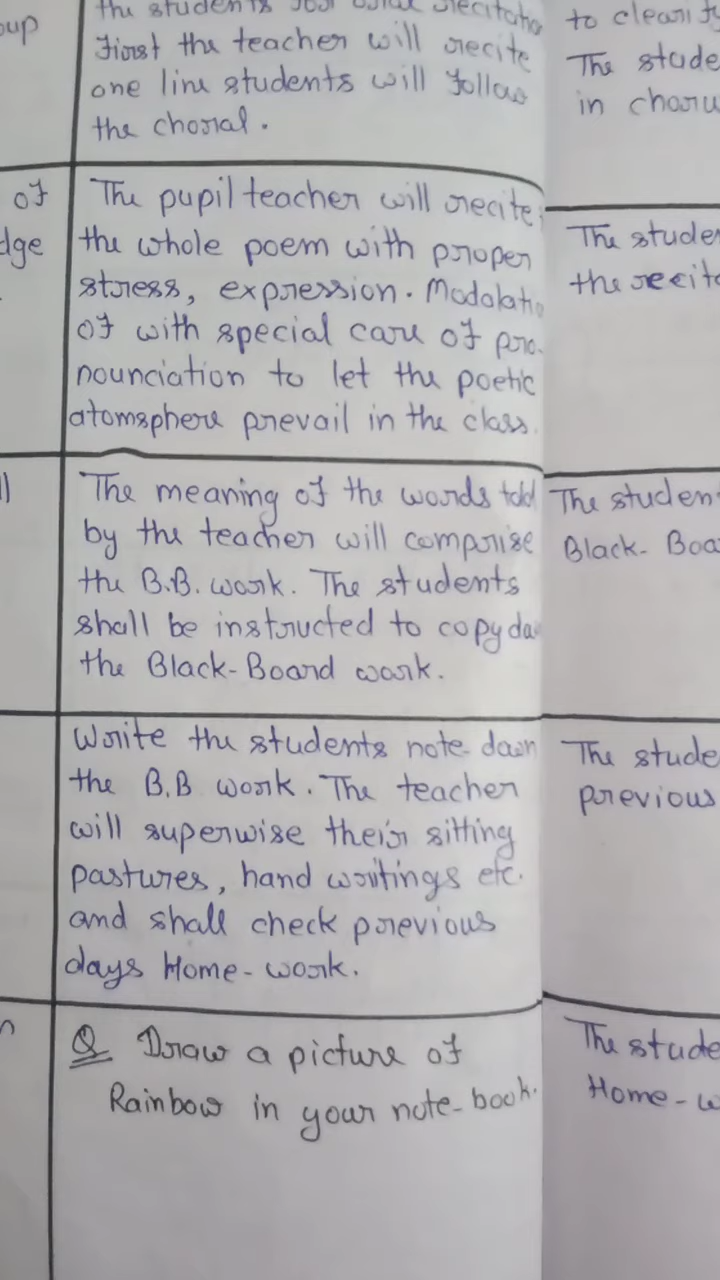 oup
the students
First the teacher will recite
one line students will follow
the choral.
to
The stude
in choru
of
dge
The pupil teacher will recite
the whole poem with proper
stress, expression. Modolatio
of with special care of pro-
nounciation to let the poetic
atomsphere prevail in the class.
The studen
the recita
ll
The meaning of the words told
by the teacher will comprise
the B.B. work. The students
shall be instructed to copy do
the Black-Board work.
The student
Black-Boa
Write the students note-down
the B.B work. The teacher
will superwise their sitting
pastures, hand writings etc.
and shall check previous
days Home-work.
The stude
previous
n
Q Draw a picture of
Rainbow in your note-book.
The stude
Home-w